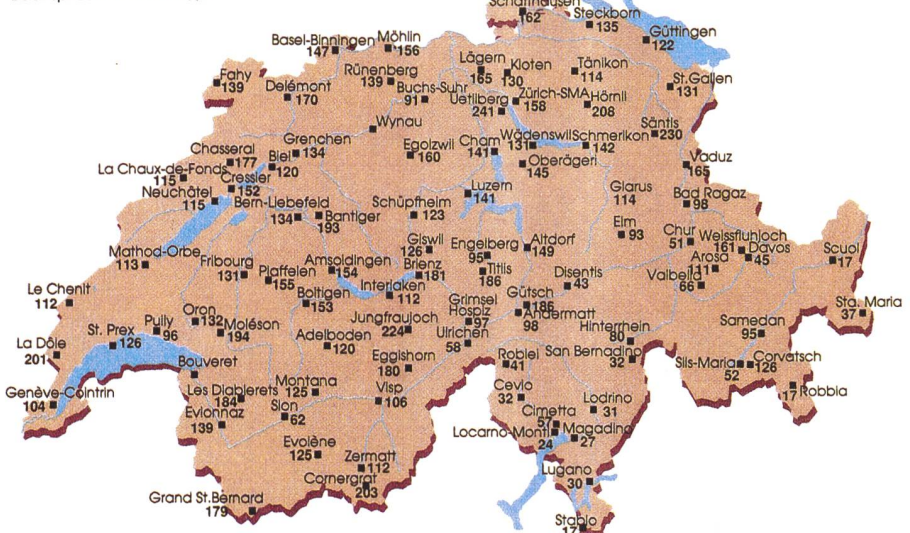 Schaffhausen
162
Steckborn
135
Güttingen
122
Basel-Binningen
147
Möhlin
156
Fahy
139
Delémont
170
Rünenberg
139
Buchs-Suhr
91
Lägern
165
Kloten
130
Tänikon
114
St.Gallen
131
Uetliberg
241
Zürich-SMA
158
Hörnli
208
Säntis
230
Wynau
Chasseral
177
Grenchen
134
Biel
120
Egolzwil
160
Cham
141
Wädenswil
131
Schmerikon
142
Oberägeri
145
Vaduz
165
La Chaux-de-Fonds
115
Cressier
152
Neuchâtel
115
Bern-Liebefeld
134
Bantiger
193
Schüpfheim
123
Luzern
141
Glarus
114
Bad Ragaz
98
Elm
93
Chur
51
Weissfluhjoch
161
Davos
45
Arosa
111
Valbella
66
Scuol
17
Mathod-Orbe
113
Fribourg
131
Plaffeien
155
Amsoldingen
154
Giswil
126
Brienz
181
Engelberg
95
Titlis
186
Altdorf
149
Disentis
43
Le Chenit
112
Boltigen
153
Interlaken
112
Grimsel
Hospiz
97
Gütsch
186
Andermatt
98
Sta. Maria
37
Oron
132
Pully
96
St. Prex
126
Moléson
194
Adelboden
120
Jungfraujoch
224
Ulrichen
58
Hinterrhein
80
Samedan
95
La Dôle
201
Bouveret
Eggishorn
180
Robiei
41
San Bernadino
32
Sils-Maria
52
Corvatsch
126
Robbia
17
Genève-Cointrin
104
Les Diablerets
184
Montana
125
Visp
106
Cevio
32
Lodrino
31
Evionnaz
139
Sion
62
Cimetta
57
Locarno-Monti
24
Magadino
27
Evolène
125
Zermatt
112
Cornergrat
203
Lugano
30
Grand St.Bernard
179
Stabio
17